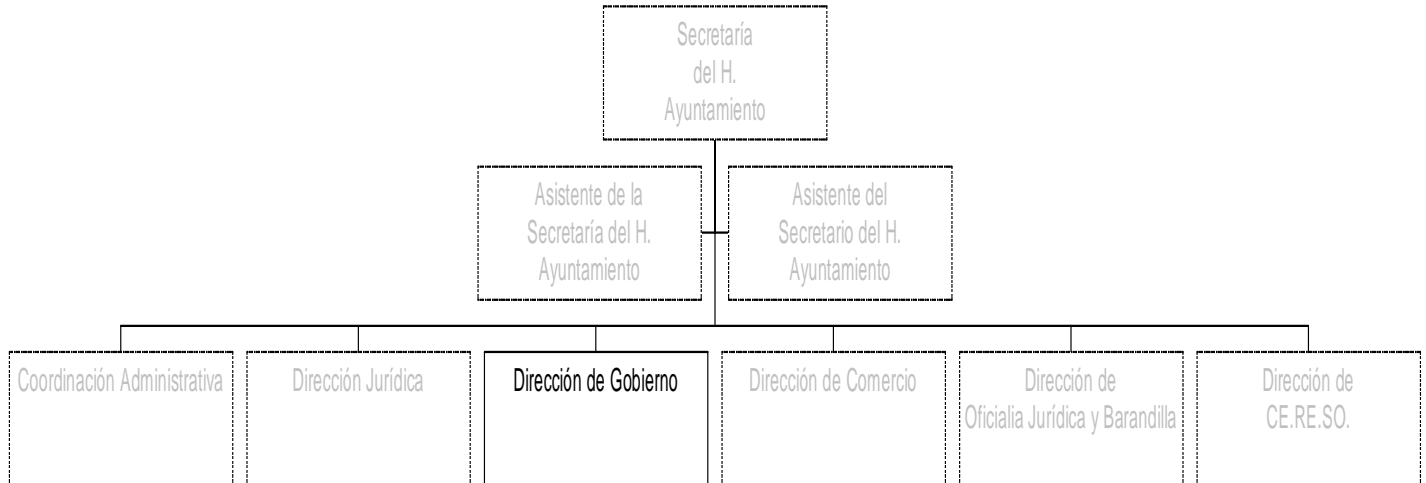 Secretaría
del H.
Ayuntamiento
Asistente de la
Secretaría del H.
Ayuntamiento
Asistente del
Secretario del H.
Ayuntamiento
Coordinación Administrativa
Dirección Jurídica
Dirección de Gobierno
Dirección de Comercio
Dirección de
Oficialia Jurídica y Barandilla
Dirección de
CE.RE.SO.